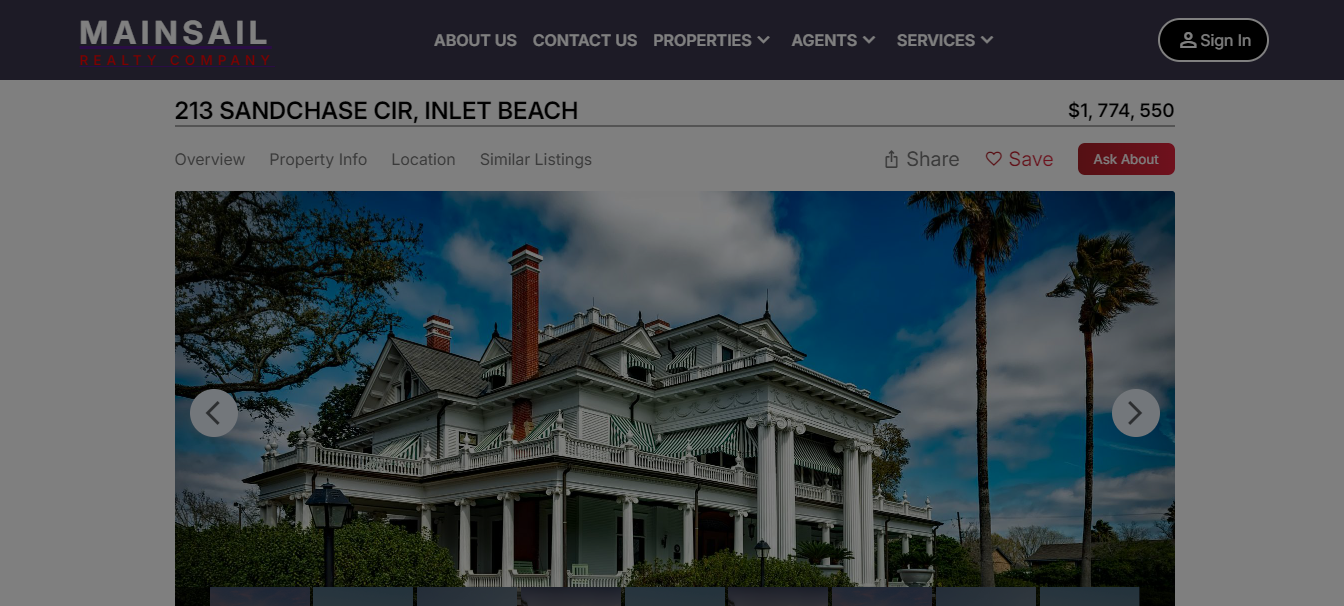 MAINSAIL
REALTY COMPANY
ABOUT US CONTACT US PROPERTIES AGENTS SERVICES
Sign In
213 SANDCHASE CIR, INLET BEACH
$1, 774, 550
Overview Property Info Location Similar Listings
Share Save Ask About